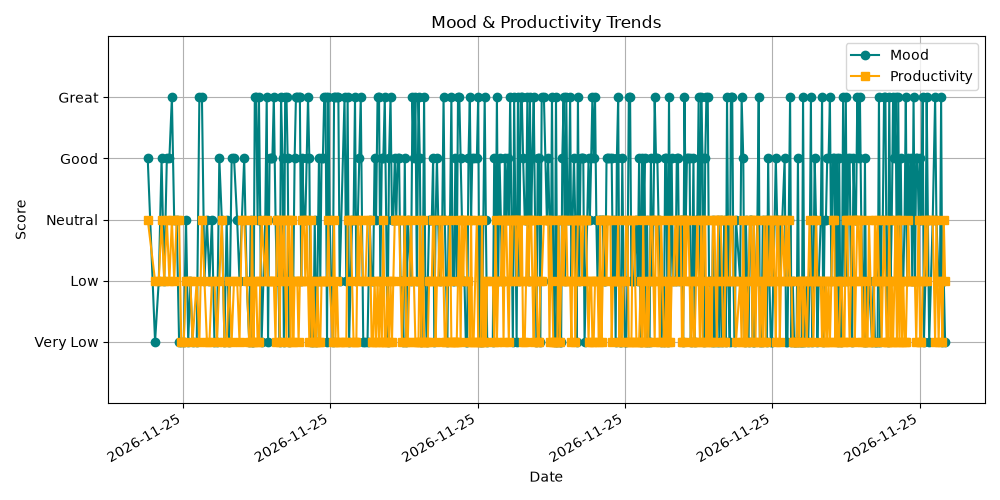 Mood & Productivity Trends
Mood
Productivity
Great
Good
Neutral
Low
Very Low
Score
2026-11-25
2026-11-25
2026-11-25
2026-11-25
2026-11-25
2026-11-25
Date